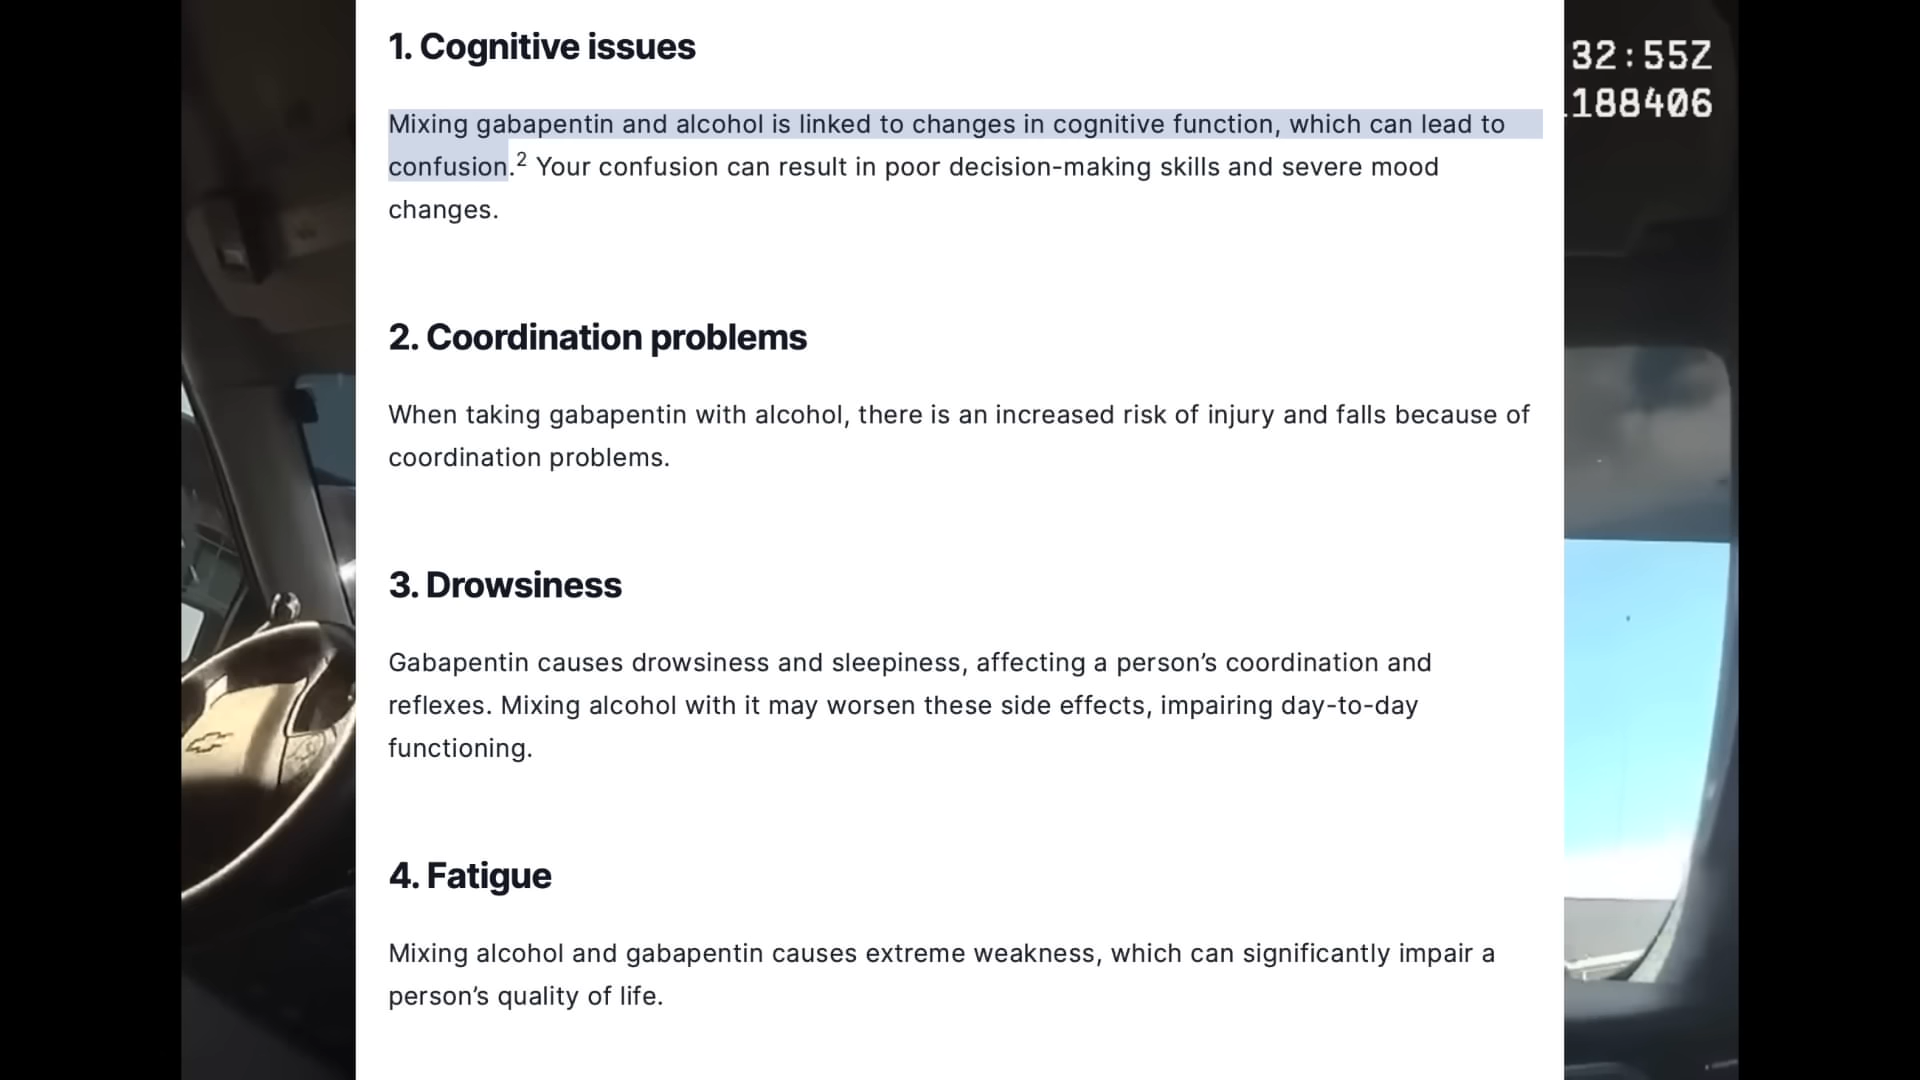 1. Cognitive issues
32:55Z
188406
Mixing gabapentin and alcohol is linked to changes in cognitive function, which can lead to
confusion.2 Your confusion can result in poor decision-making skills and severe mood
changes.
2. Coordination problems
When taking gabapentin with alcohol, there is an increased risk of injury and falls because of
coordination problems.
3. Drowsiness
Gabapentin causes drowsiness and sleepiness, affecting a person’s coordination and
reflexes. Mixing alcohol with it may worsen these side effects, impairing day-to-day
functioning.
4. Fatigue
Mixing alcohol and gabapentin causes extreme weakness, which can significantly impair a
person’s quality of life.